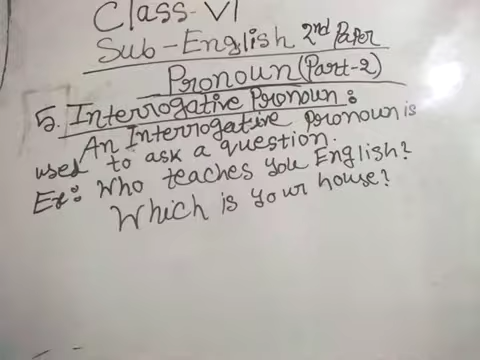 Class-VI
Sub-English 2nd Paper
Pronoun (Part-2)
5. Interrogative Pronoun:
An Interrogative Pronoun is
used to ask a question.
Ex: Who teaches you English?
Which is your house?